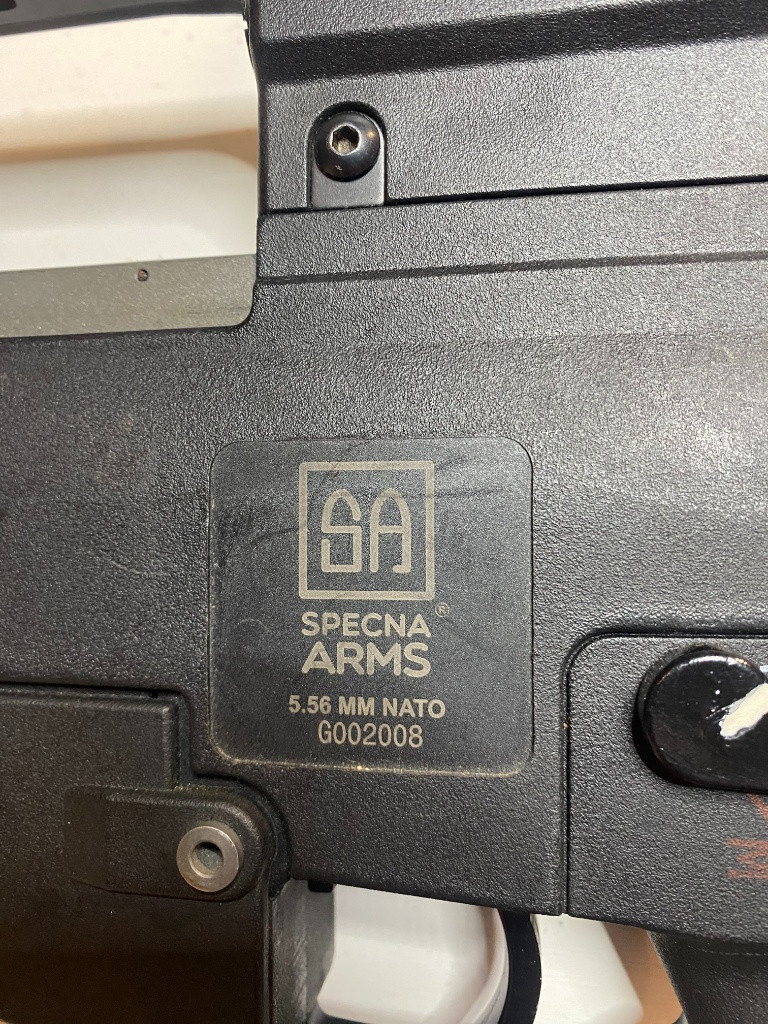 SA
SPECNA®
ARMS
5.56 MM NATO
G002008